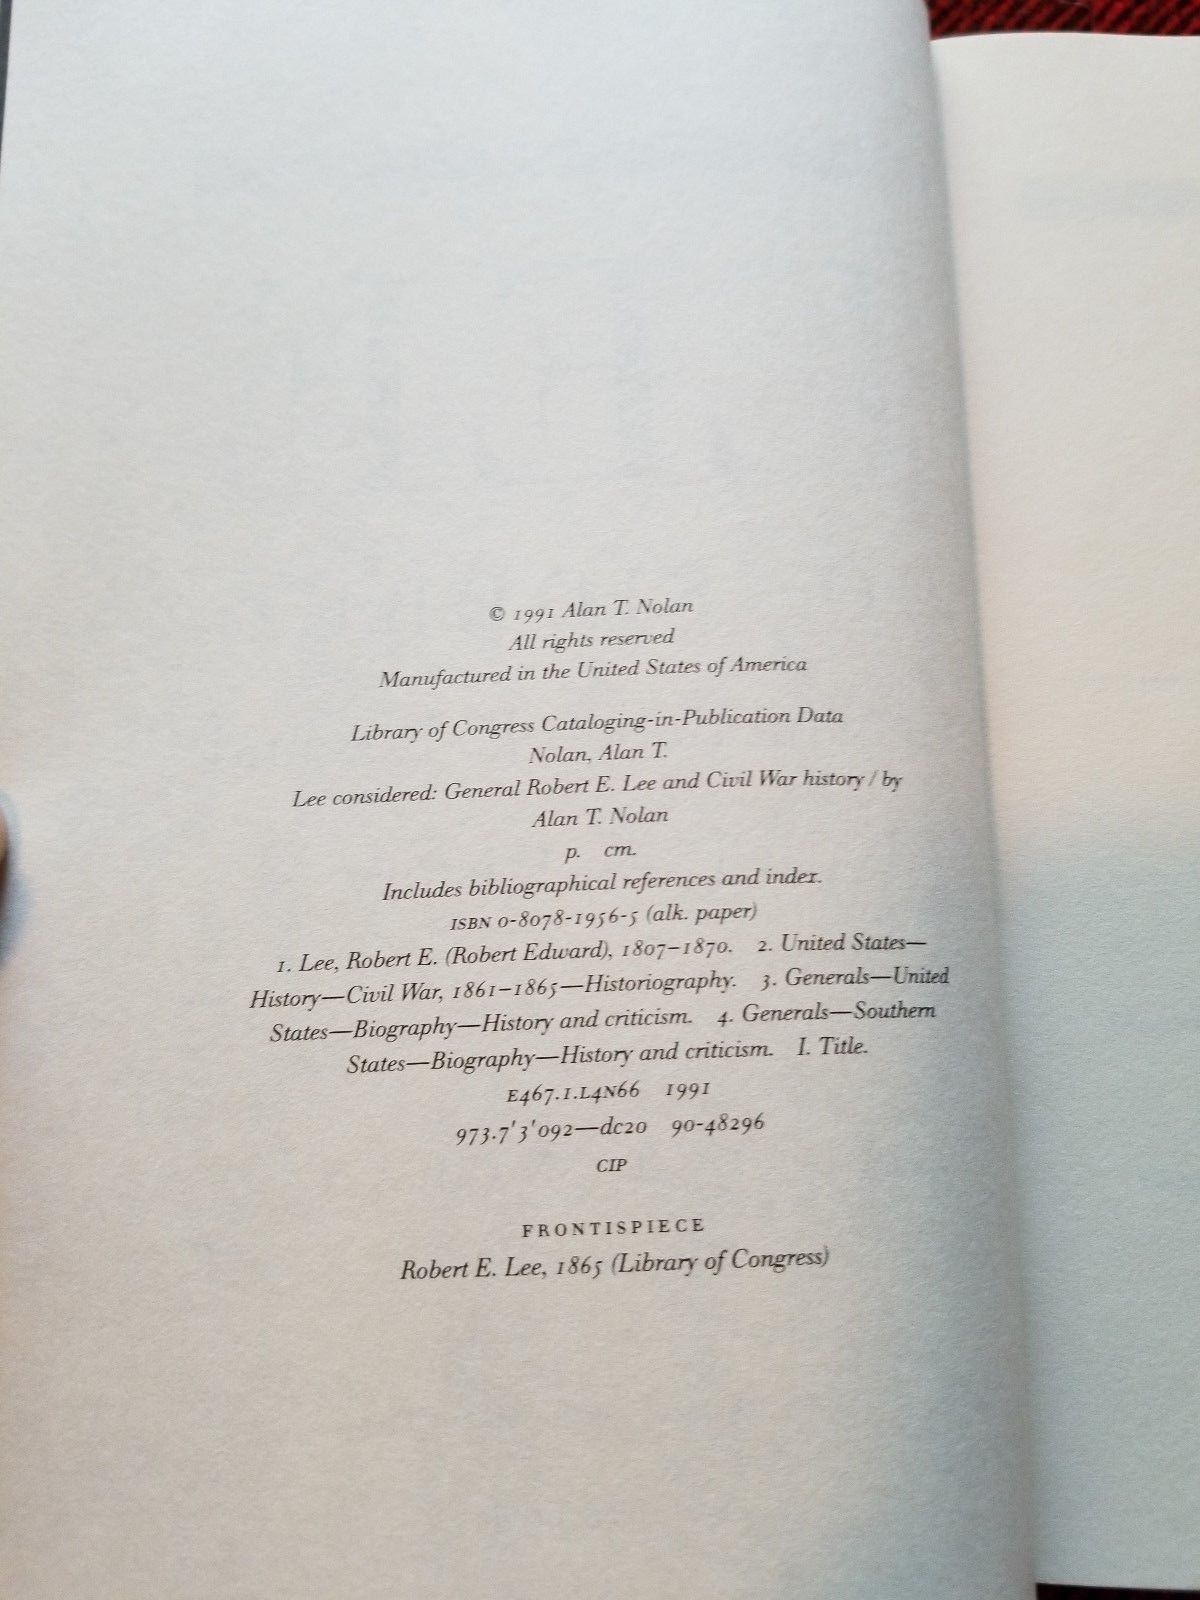 © 1991 Alan T. Nolan
All rights reserved
Manufactured in the United States of America
Library of Congress Cataloging-in-Publication Data
Nolan, Alan T.
Lee considered: General Robert E. Lee and Civil War history / by
Alan T. Nolan
p. cm.
Includes bibliographical references and index.
ISBN 0-8078-1956-5 (alk. paper)
1. Lee, Robert E. (Robert Edward), 1807–1870. 2. United States—
History—Civil War, 1861–1865—Historiography. 3. Generals—United
States—Biography—History and criticism. 4. Generals—Southern
States—Biography—History and criticism. I. Title.
E467.1.L4N66 1991
973.7'3'092—dc20 90-48296
CIP
FRONTISPIECE
Robert E. Lee, 1865 (Library of Congress)